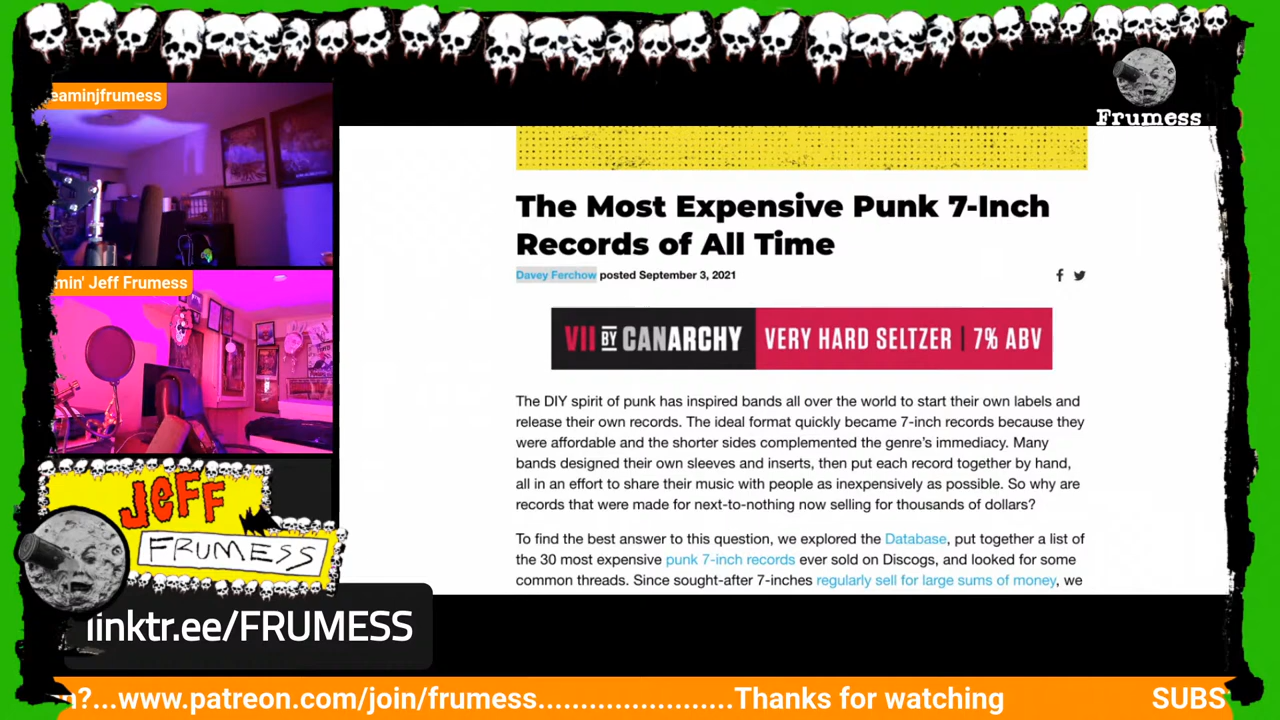 eaminjfrumess
Frumess
The Most Expensive Punk 7-Inch
Records of All Time
Davey Ferchow posted September 3, 2021
VII BY CANARCHY VERY HARD SELTZER | 7% ABV
The DIY spirit of punk has inspired bands all over the world to start their own labels and
release their own records. The ideal format quickly became 7-inch records because they
were affordable and the shorter sides complemented the genre's immediacy. Many
bands designed their own sleeves and inserts, then put each record together by hand,
all in an effort to share their music with people as inexpensively as possible. So why are
records that were made for next-to-nothing now selling for thousands of dollars?
To find the best answer to this question, we explored the Database, put together a list of
the 30 most expensive punk 7-inch records ever sold on Discogs, and looked for some
common threads. Since sought-after 7-inches regularly sell for large sums of money, we
min' Jeff Frumess
JEFF
FRUMESS
linktr.ee/FRUMESS
?...www.patreon.com/join/frumess.......................Thanks for watching SUBS